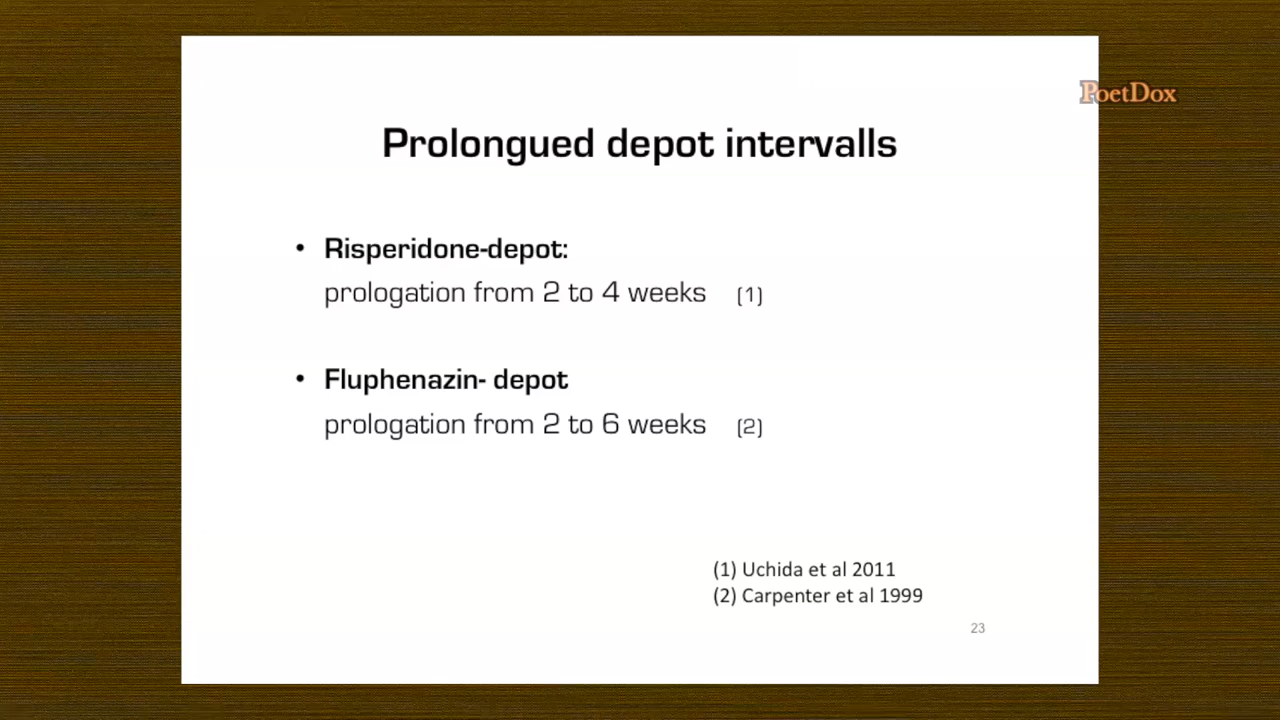 PoetDox
Prolongued depot intervalls
• Risperidone-depot:
prologation from 2 to 4 weeks (1)
• Fluphenazin- depot
prologation from 2 to 6 weeks (2)
(1) Uchida et al 2011
(2) Carpenter et al 1999
23